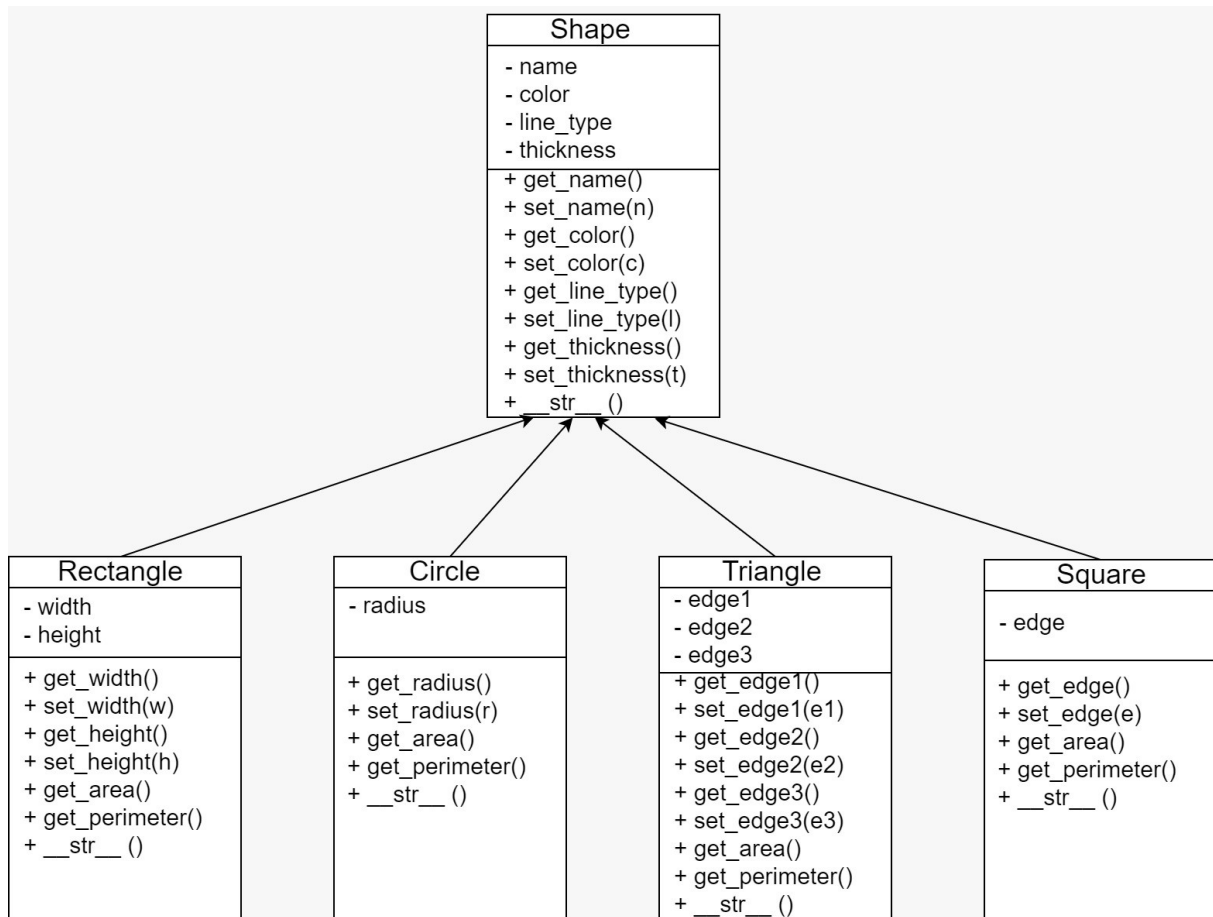 Shape
- name
- color
- line_type
- thickness
+ get_name()
+ set_name(n)
+ get_color()
+ set_color(c)
+ get_line_type()
+ set_line_type(l)
+ get_thickness()
+ set_thickness(t)
+ __str__ ()
Rectangle
- width
- height
+ get_width()
+ set_width(w)
+ get_height()
+ set_height(h)
+ get_area()
+ get_perimeter()
+ __str__ ()
Circle
- radius
+ get_radius()
+ set_radius(r)
+ get_area()
+ get_perimeter()
+ __str__ ()
Triangle
- edge1
- edge2
- edge3
+ get_edge1()
+ set_edge1(e1)
+ get_edge2()
+ set_edge2(e2)
+ get_edge3()
+ set_edge3(e3)
+ get_area()
+ get_perimeter()
+ __str__ ()
Square
- edge
+ get_edge()
+ set_edge(e)
+ get_area()
+ get_perimeter()
+ __str__ ()